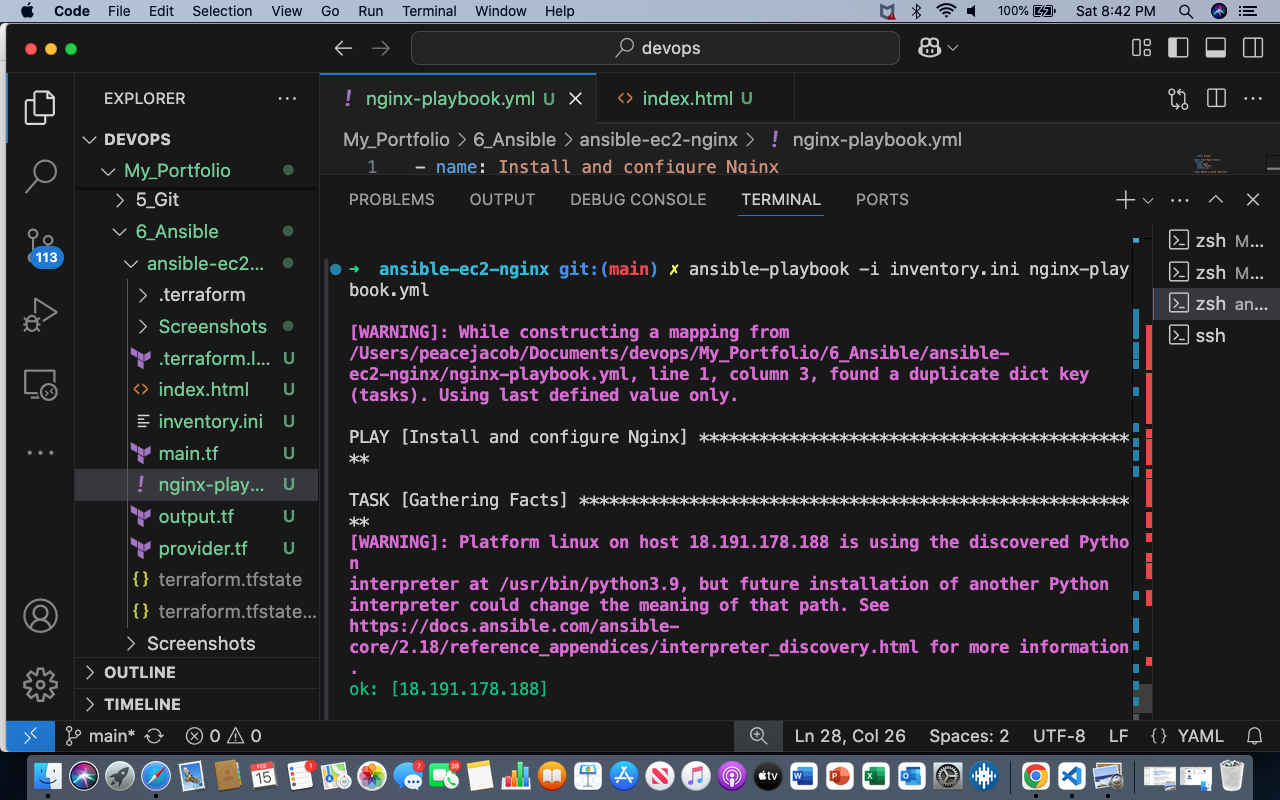 Code File Edit Selection View Go Run Terminal Window Help 100% Sat 8:42 PM
devops
EXPLORER
DEVOPS
My_Portfolio
5_Git
6_Ansible
ansible-ec2...
.terraform
Screenshots
.terraform.l... U
index.html U
inventory.ini U
main.tf U
nginx-play... U
output.tf U
provider.tf U
terraform.tfstate
terraform.tfstate...
Screenshots
OUTLINE
TIMELINE
113
nginx-playbook.yml U
index.html U
My_Portfolio > 6_Ansible > ansible-ec2-nginx > ! nginx-playbook.yml
1 - name: Install and configure Nginx
PROBLEMS OUTPUT DEBUG CONSOLE TERMINAL PORTS
➜ ansible-ec2-nginx git:(main) ✗ ansible-playbook -i inventory.ini nginx-play
book.yml
[WARNING]: While constructing a mapping from
/Users/peacejacob/Documents/devops/My_Portfolio/6_Ansible/ansible-
ec2-nginx/nginx-playbook.yml, line 1, column 3, found a duplicate dict key
(tasks). Using last defined value only.
PLAY [Install and configure Nginx] *******************************************
**
TASK [Gathering Facts] *******************************************************
**
[WARNING]: Platform linux on host 18.191.178.188 is using the discovered Pytho
n
interpreter at /usr/bin/python3.9, but future installation of another Python
interpreter could change the meaning of that path. See
https://docs.ansible.com/ansible-
core/2.18/reference_appendices/interpreter_discovery.html for more information
.
ok: [18.191.178.188]
zsh M...
zsh M...
zsh an...
ssh
main* 0 0 Ln 28, Col 26 Spaces: 2 UTF-8 LF {} YAML
FEB
15
1
7
28
tv
W
P
X